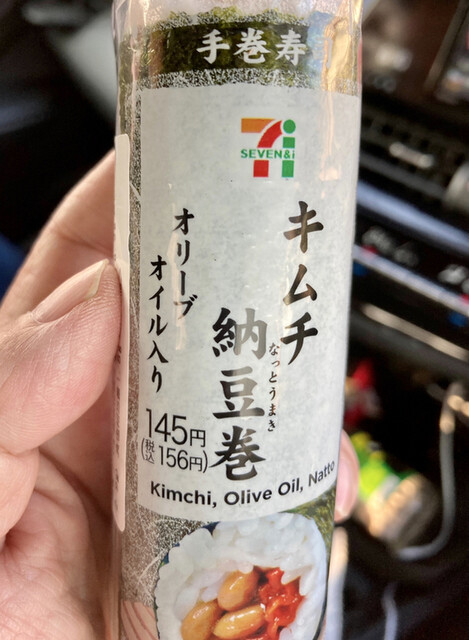 手巻寿
SEVEN&i
キムチ
納豆巻
なっとうまき
オリーブ
オイル入り
145円
(税込156円)
Kimchi, Olive Oil, Natto